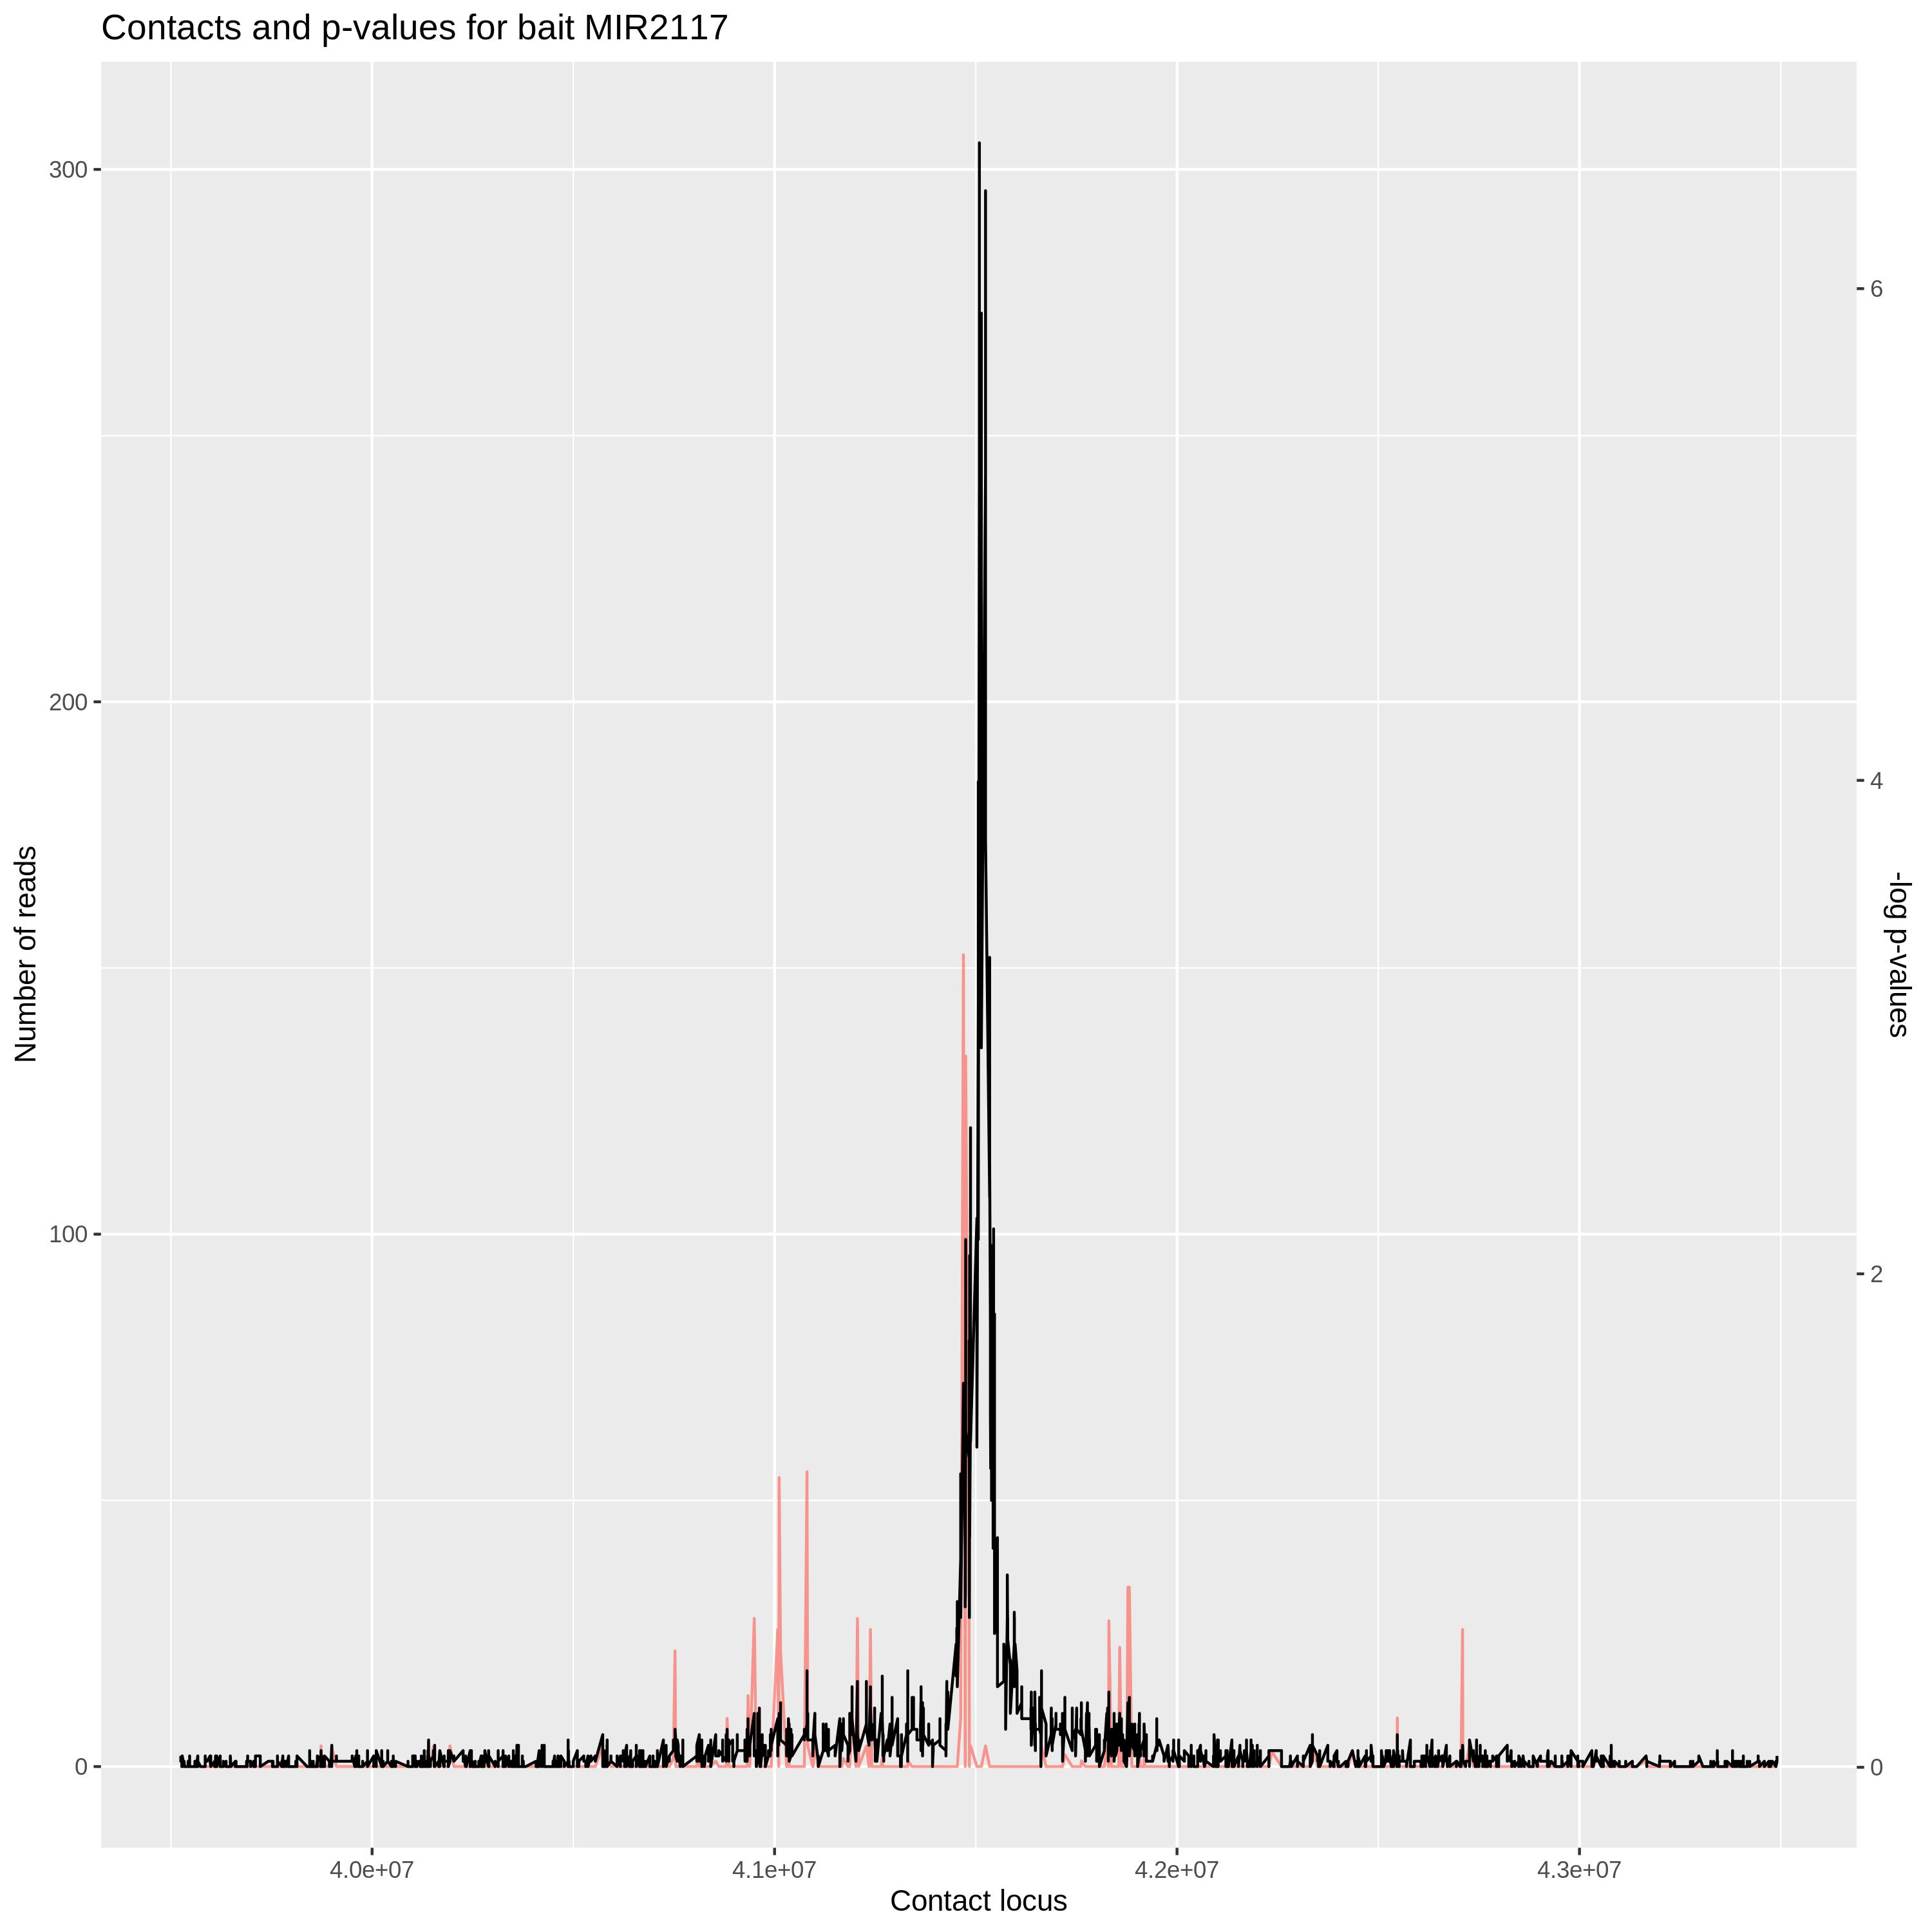 Contacts and p-values for bait MIR2117
300
200
100
0
Number of reads
6
4
2
0
-log p-values
4.0e+07
4.1e+07
4.2e+07
4.3e+07
Contact locus